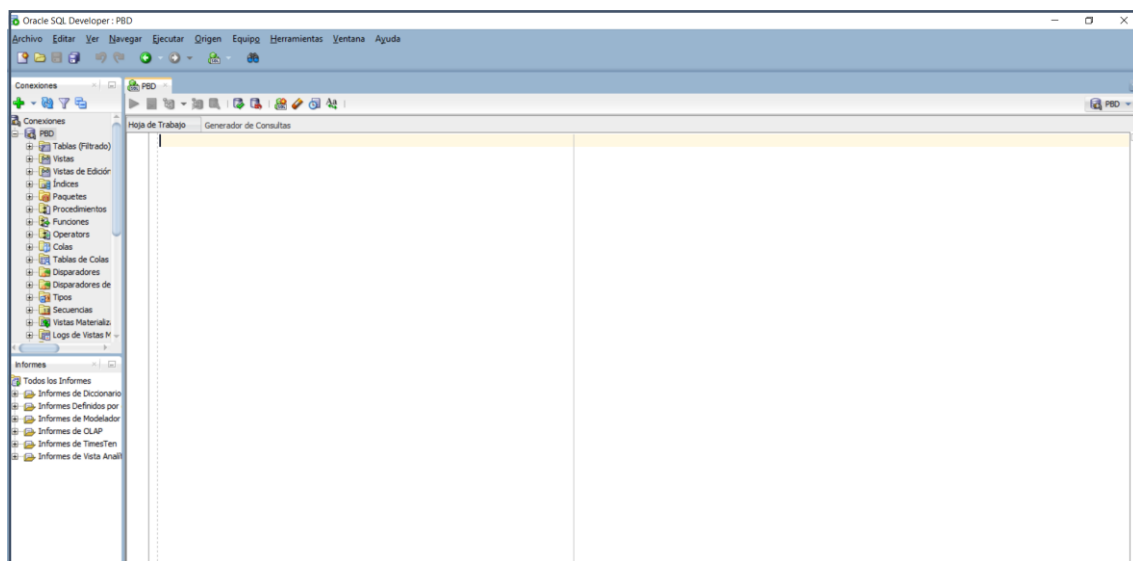 Oracle SQL Developer : PBD
Archivo Editar Ver Navegar Ejecutar Origen Equipo Herramientas Ventana Ayuda
Conexiones
PBD
PBD
Conexiones
Hoja de Trabajo Generador de Consultas
PBD
Tablas (Filtrado)
Vistas
Vistas de Edición
Índices
Paquetes
Procedimientos
Funciones
Operators
Colas
Tablas de Colas
Disparadores
Disparadores de
Tipos
Secuencias
Vistas Materializ
Logs de Vistas M
Informes
Todos los Informes
Informes de Diccionario
Informes Definidos por
Informes de Modelador
Informes de OLAP
Informes de TimesTen
Informes de Vista Analí